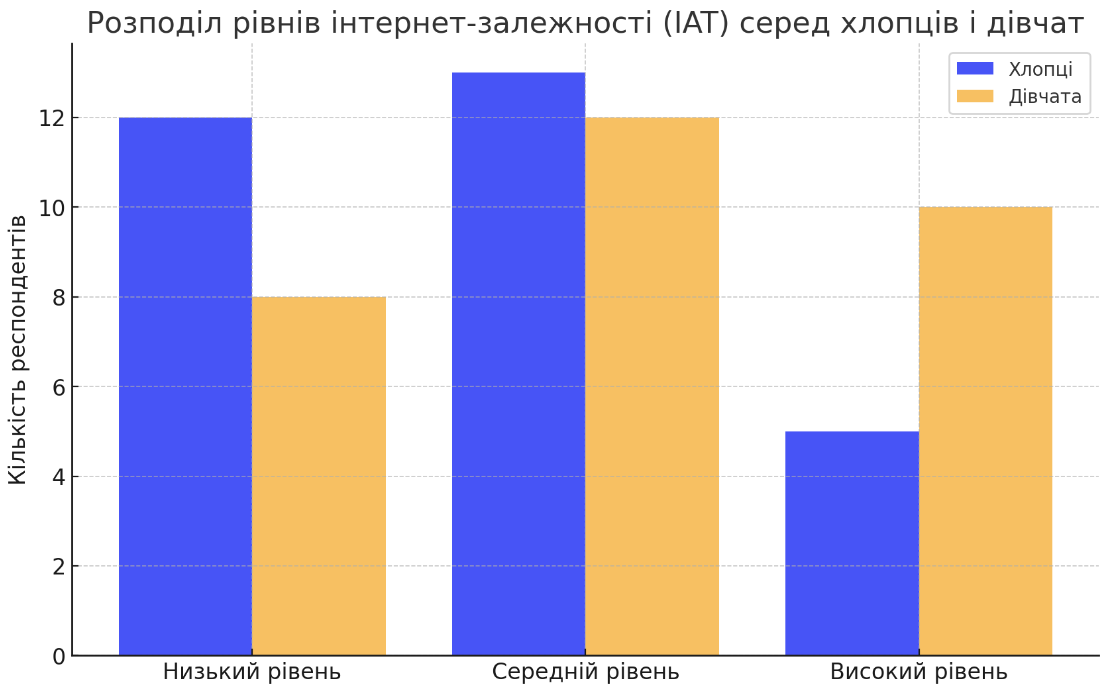 Розподіл рівнів інтернет-залежності (IAT) серед хлопців і дівчат
Хлопці
Дівчата
Кількість респондентів
12
10
8
6
4
2
0
Низький рівень
Середній рівень
Високий рівень